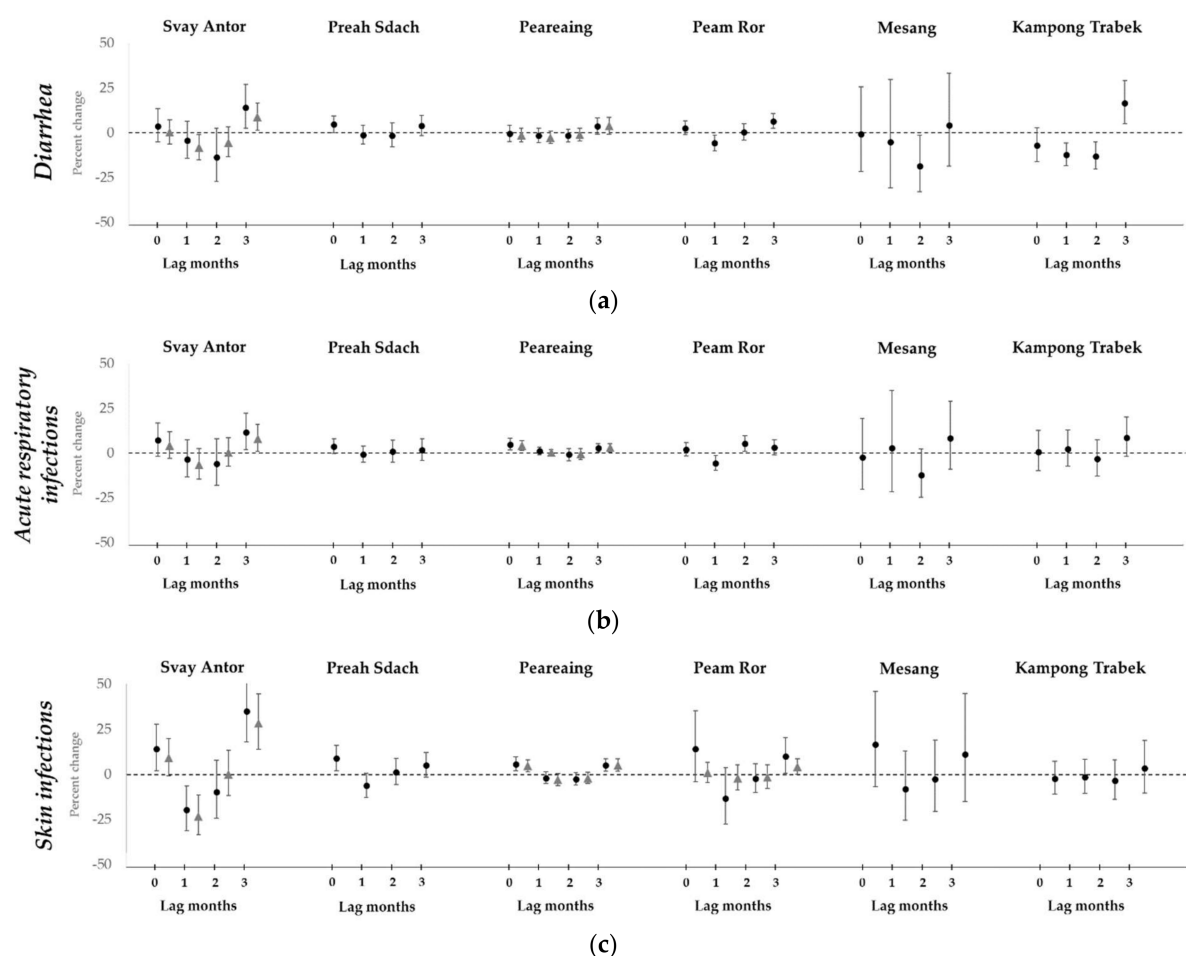 Svay Antor Preah Sdach Peareaing Peam Ror Mesang Kampong Trabek
Diarrhea
Percent change
50
25
0
-25
-50
0 1 2 3 0 1 2 3 0 1 2 3 0 1 2 3 0 1 2 3 0 1 2 3
Lag months Lag months Lag months Lag months Lag months Lag months
(a)
Svay Antor Preah Sdach Peareaing Peam Ror Mesang Kampong Trabek
Acute respiratory
infections
Percent change
50
25
0
-25
-50
0 1 2 3 0 1 2 3 0 1 2 3 0 1 2 3 0 1 2 3 0 1 2 3
Lag months Lag months Lag months Lag months Lag months Lag months
(b)
Svay Antor Preah Sdach Peareaing Peam Ror Mesang Kampong Trabek
Skin infections
Percent change
50
25
0
-25
-50
0 1 2 3 0 1 2 3 0 1 2 3 0 1 2 3 0 1 2 3 0 1 2 3
Lag months Lag months Lag months Lag months Lag months Lag months
(c)